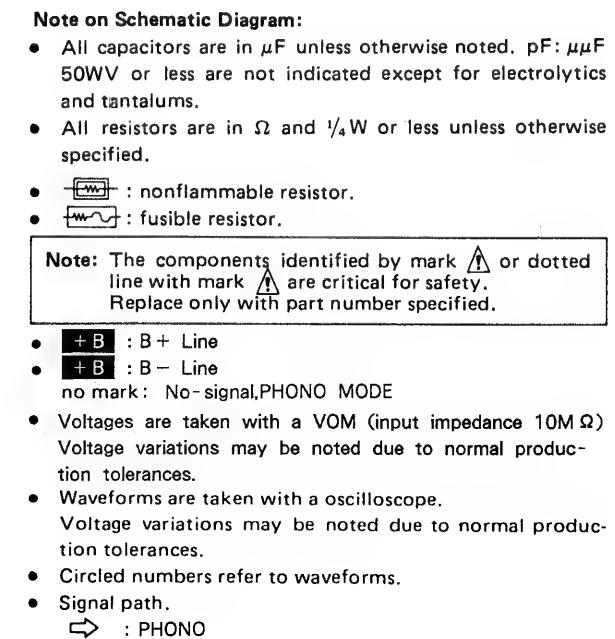 Note on Schematic Diagram:
● All capacitors are in μF unless otherwise noted. pF: μμF
50WV or less are not indicated except for electrolytics
and tantalums.
● All resistors are in Ω and ¼W or less unless otherwise
specified.
● : nonflammable resistor.
● : fusible resistor.
Note: The components identified by mark ⚠ or dotted
line with mark ⚠ are critical for safety.
Replace only with part number specified.
● +B : B+ Line
● +B : B− Line
no mark: No-signal,PHONO MODE
● Voltages are taken with a VOM (input impedance 10MΩ)
Voltage variations may be noted due to normal produc-
tion tolerances.
● Waveforms are taken with a oscilloscope.
Voltage variations may be noted due to normal produc-
tion tolerances.
● Circled numbers refer to waveforms.
● Signal path.
⇨ : PHONO